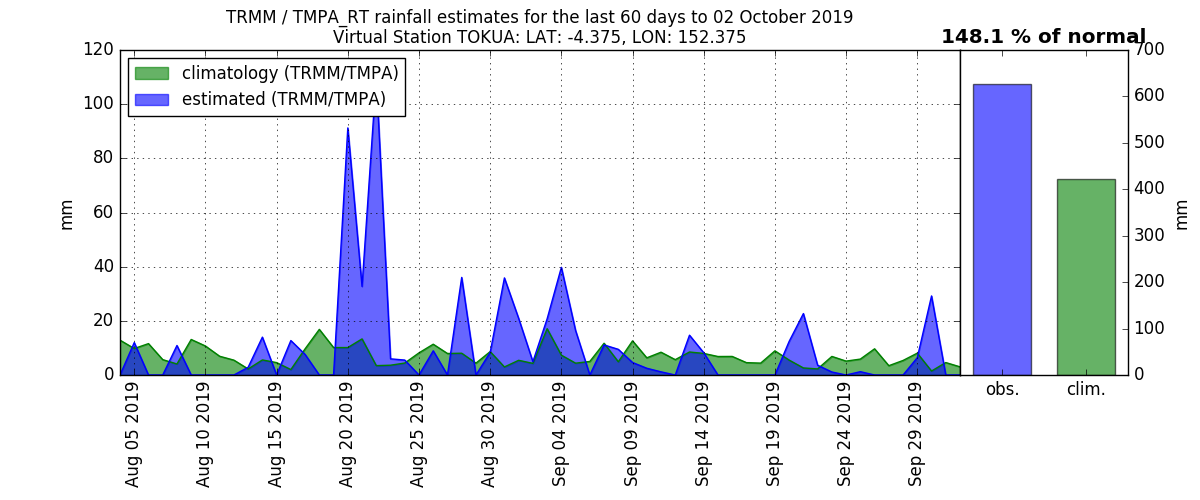 TRMM / TMPA_RT rainfall estimates for the last 60 days to 02 October 2019
Virtual Station TOKUA: LAT: -4.375, LON: 152.375
148.1 % of normal
climatology (TRMM/TMPA)
estimated (TRMM/TMPA)
mm
120
100
80
60
40
20
0
Aug 05 2019
Aug 10 2019
Aug 15 2019
Aug 20 2019
Aug 25 2019
Aug 30 2019
Sep 04 2019
Sep 09 2019
Sep 14 2019
Sep 19 2019
Sep 24 2019
Sep 29 2019
obs.
clim.
700
600
500
400
300
200
100
0
mm